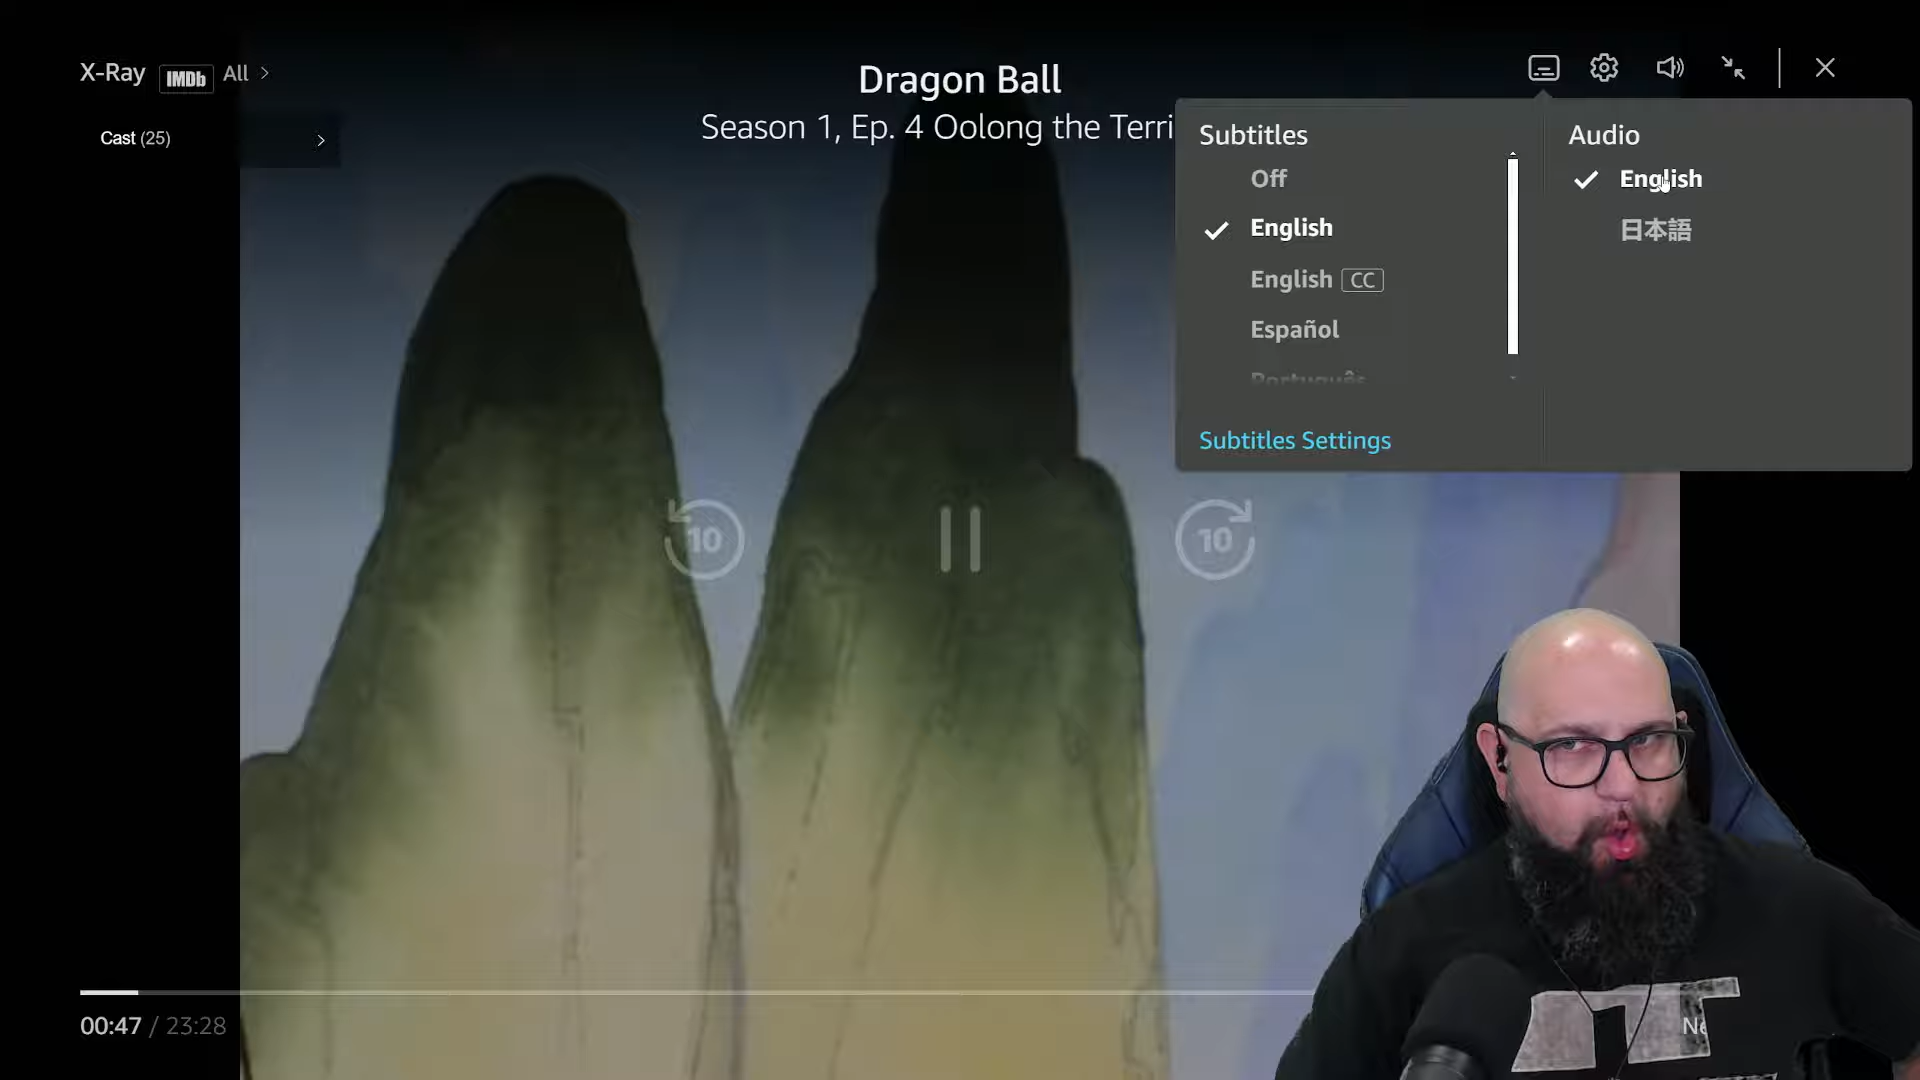 X-Ray IMDb All
Dragon Ball
Season 1, Ep. 4 Oolong the Terri
Cast (25)
Subtitles
Off
English
English CC
Español
Português
Subtitles Settings
Audio
English
日本語
10
10
00:47 / 23:28